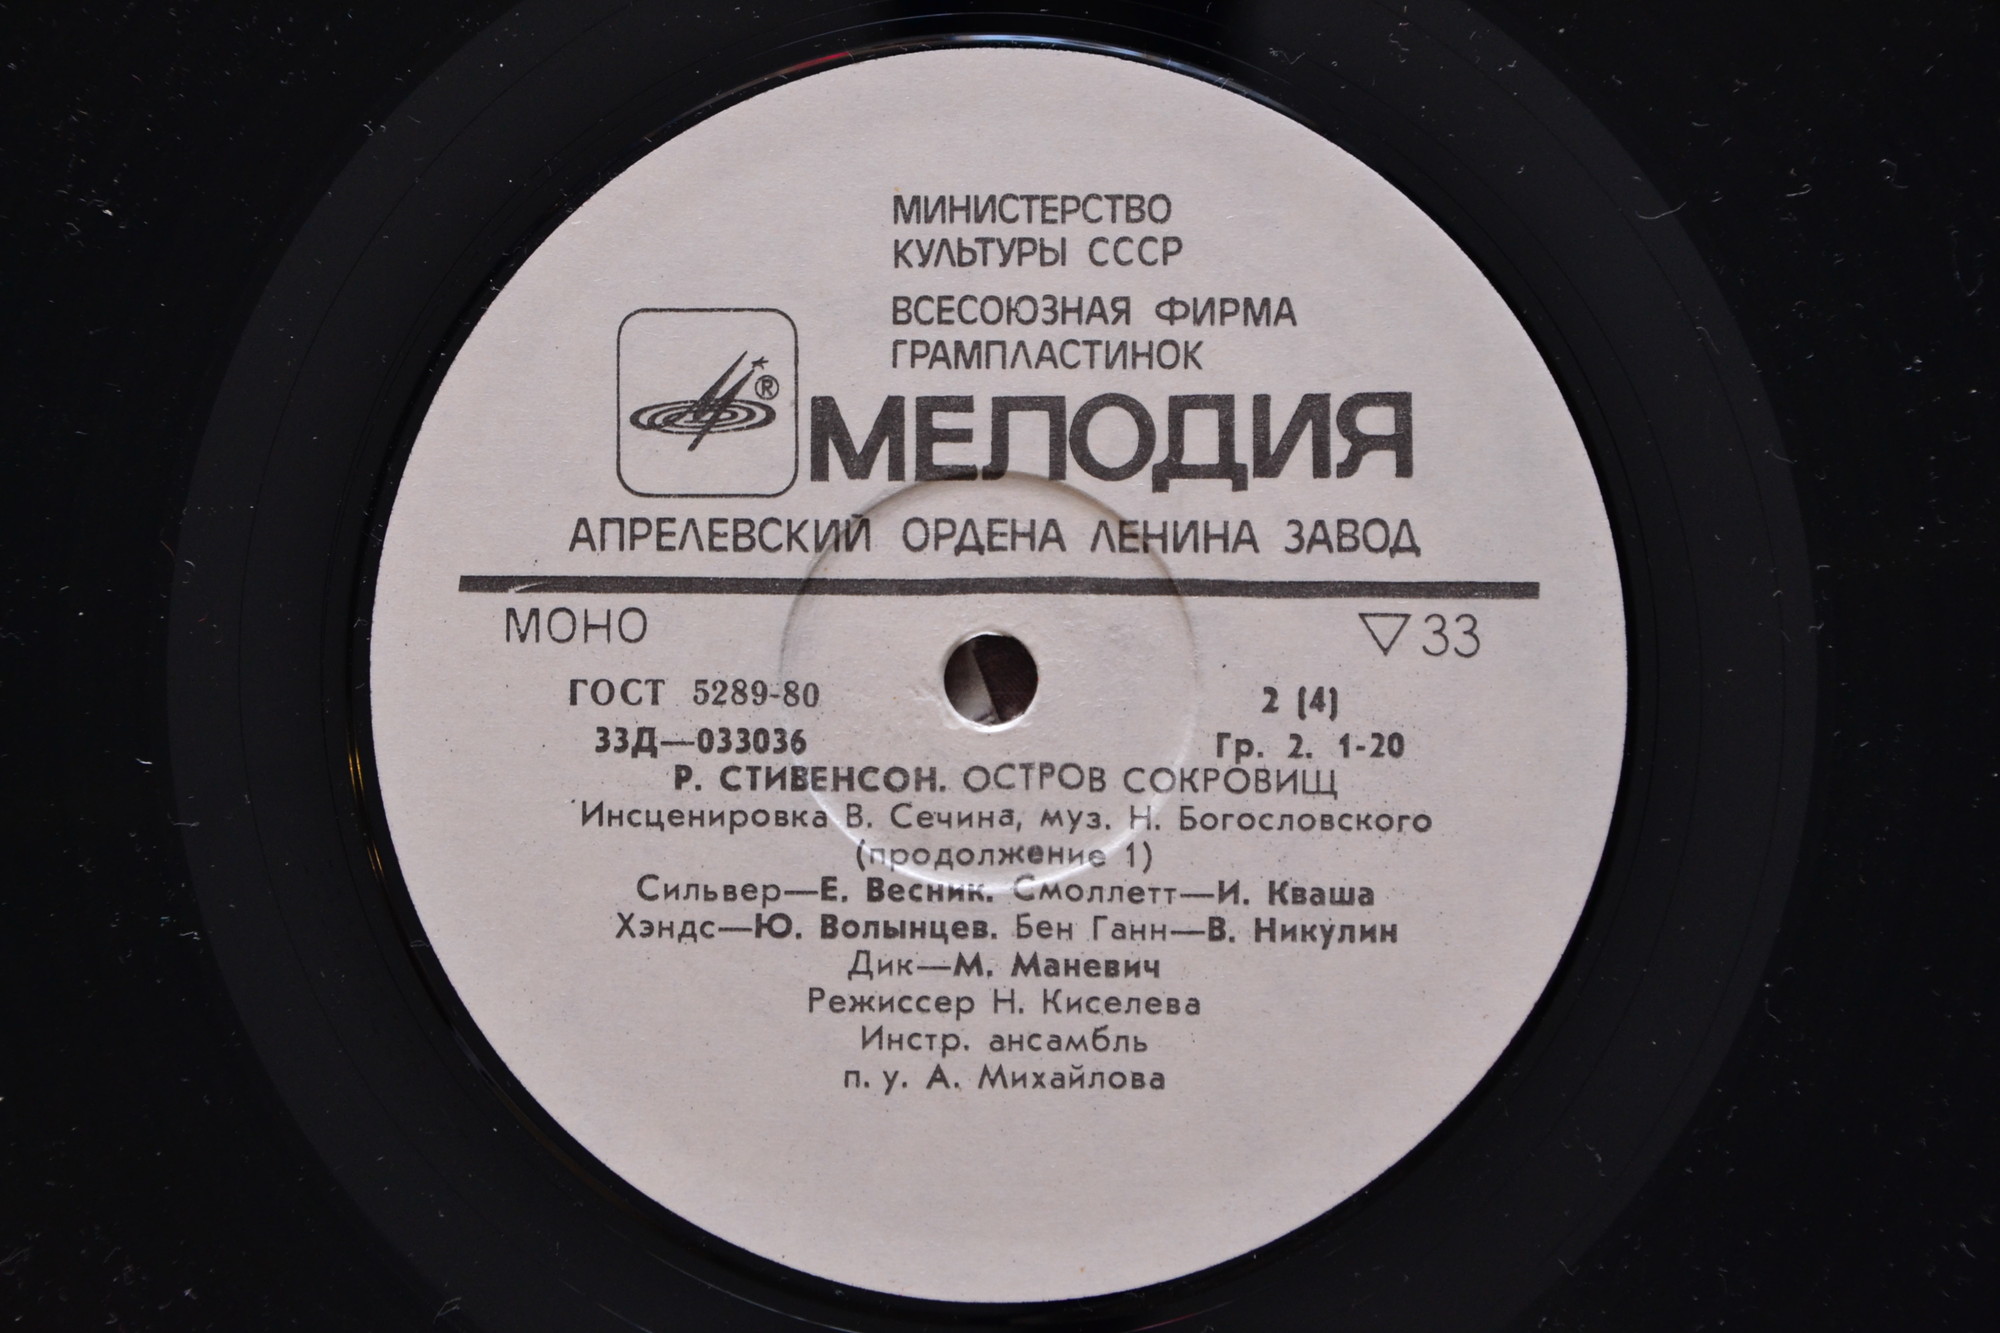 МИНИСТЕРСТВО
КУЛЬТУРЫ СССР
ВСЕСОЮЗНАЯ ФИРМА
ГРАМПЛАСТИНОК
®
МЕЛОДИЯ
АПРЕЛЕВСКИЙ ОРДЕНА ЛЕНИНА ЗАВОД
МОНО ▽33
ГОСТ 5289-80 2 (4)
33Д—033036 Гр. 2. 1-20
Р. СТИВЕНСОН. ОСТРОВ СОКРОВИЩ
Инсценировка В. Сечина, муз. Н. Богословского
(продолжение 1)
Сильвер—Е. Весник. Смоллетт—И. Кваша
Хэндс—Ю. Волынцев. Бен Ганн—В. Никулин
Дик—М. Маневич
Режиссер Н. Киселева
Инстр. ансамбль
п. у. А. Михайлова